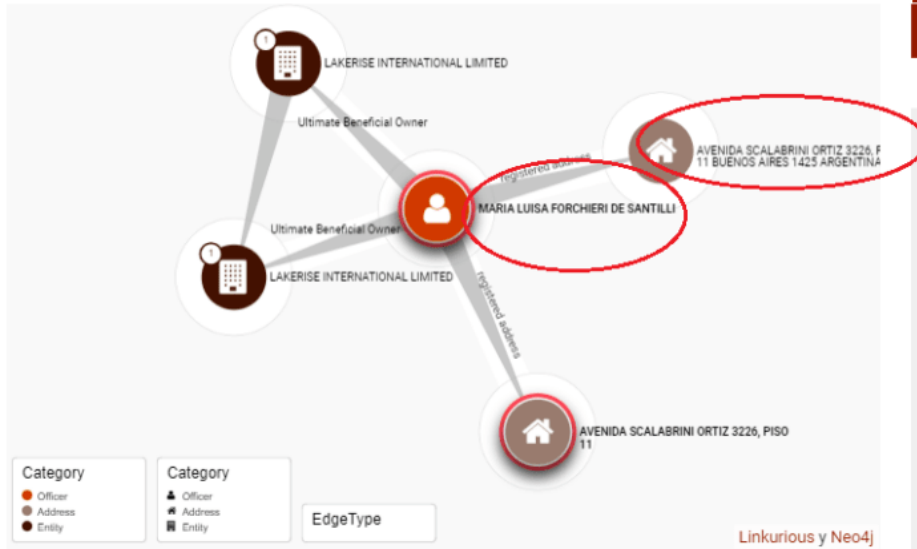 1
LAKERISE INTERNATIONAL LIMITED
Ultimate Beneficial Owner
AVENIDA SCALABRINI ORTIZ 3226, P
11 BUENOS AIRES 1425 ARGENTINA
registered address
MARIA LUISA FORCHIERI DE SANTILLI
Ultimate Beneficial Owner
1
LAKERISE INTERNATIONAL LIMITED
registered address
AVENIDA SCALABRINI ORTIZ 3226, PISO
11
Category
Officer
Address
Entity
Category
Officer
Address
Entity
EdgeType
Linkurious y Neo4j